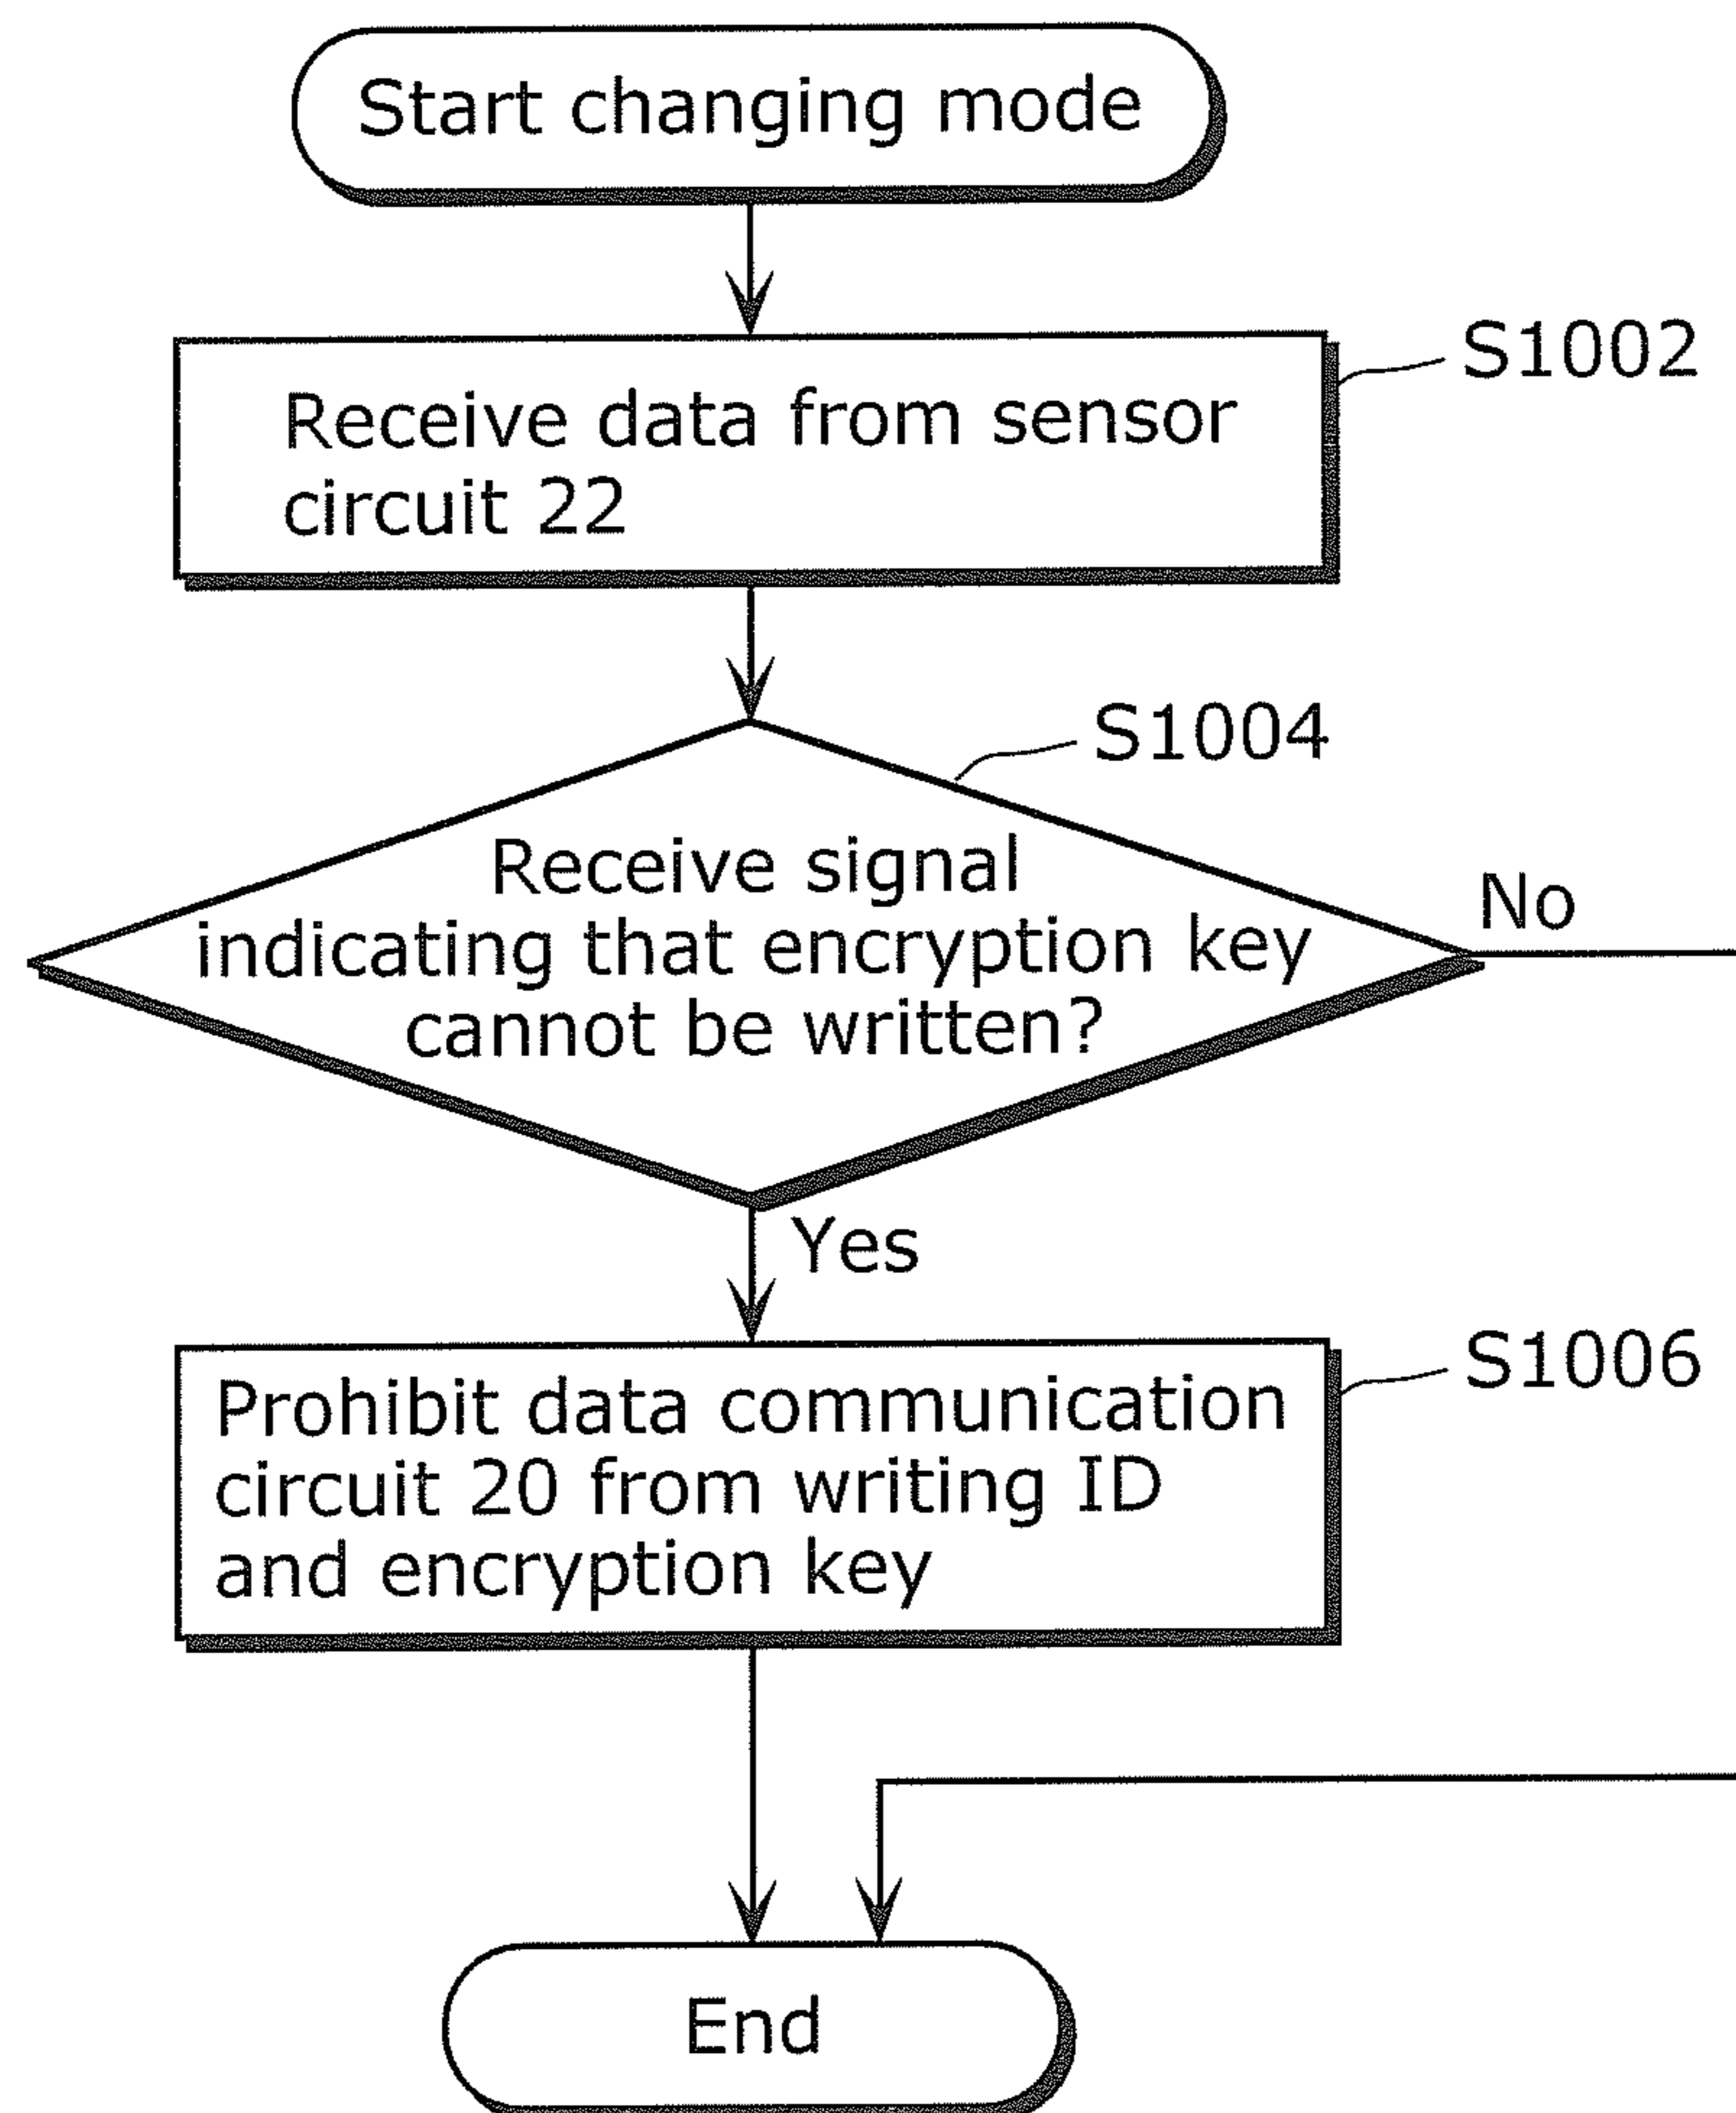 Start changing mode
S1002
Receive data from sensor
circuit 22
S1004
Receive signal
indicating that encryption key
cannot be written?
No
Yes
S1006
Prohibit data communication
circuit 20 from writing ID
and encryption key
End